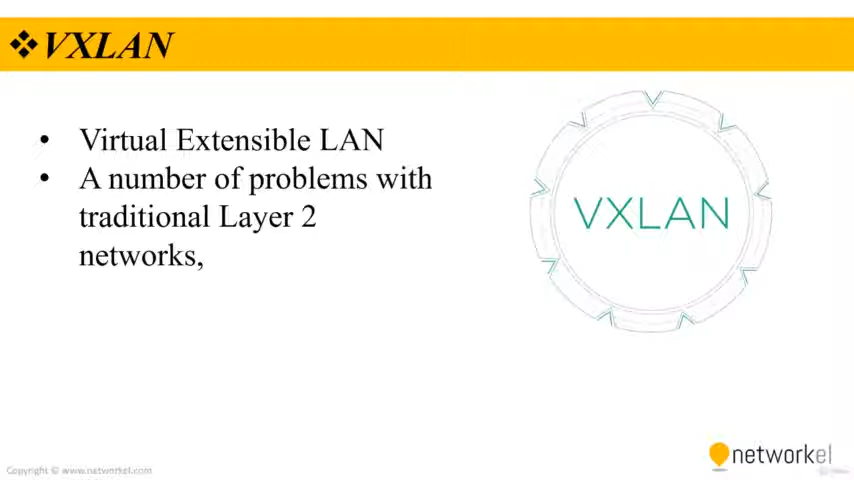 ❖VXLAN
• Virtual Extensible LAN
• A number of problems with
traditional Layer 2
networks,
VXLAN
networkel
Copyright © www.networkel.com